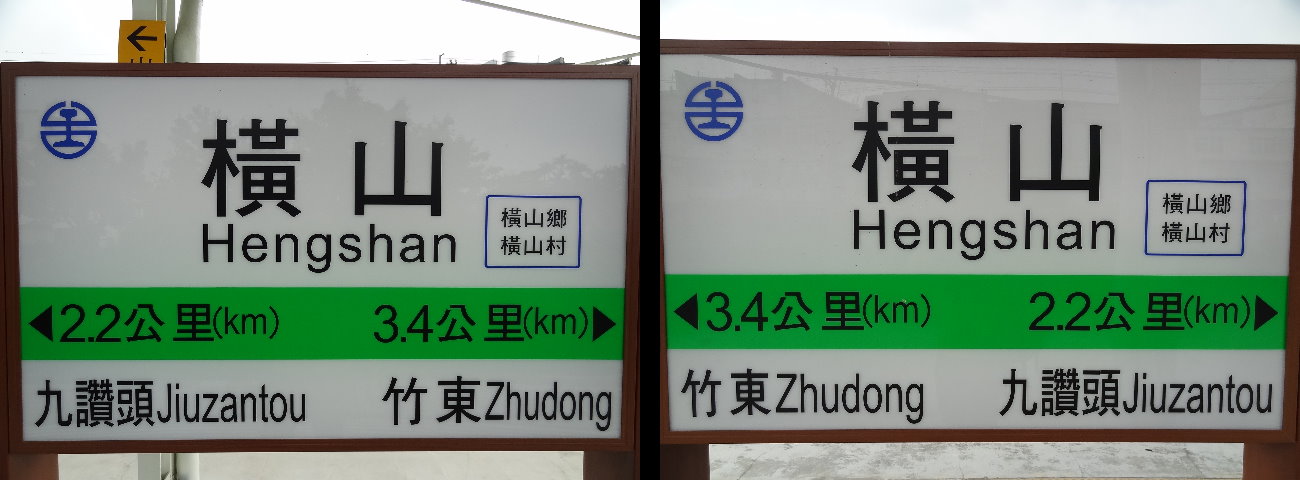 橫山
Hengshan
橫山鄉
橫山村
◀2.2公里(km) 3.4公里(km)▶
九讚頭Jiuzantou 竹東Zhudong
橫山
Hengshan
橫山鄉
橫山村
◀3.4公里(km) 2.2公里(km)▶
竹東Zhudong 九讚頭Jiuzantou